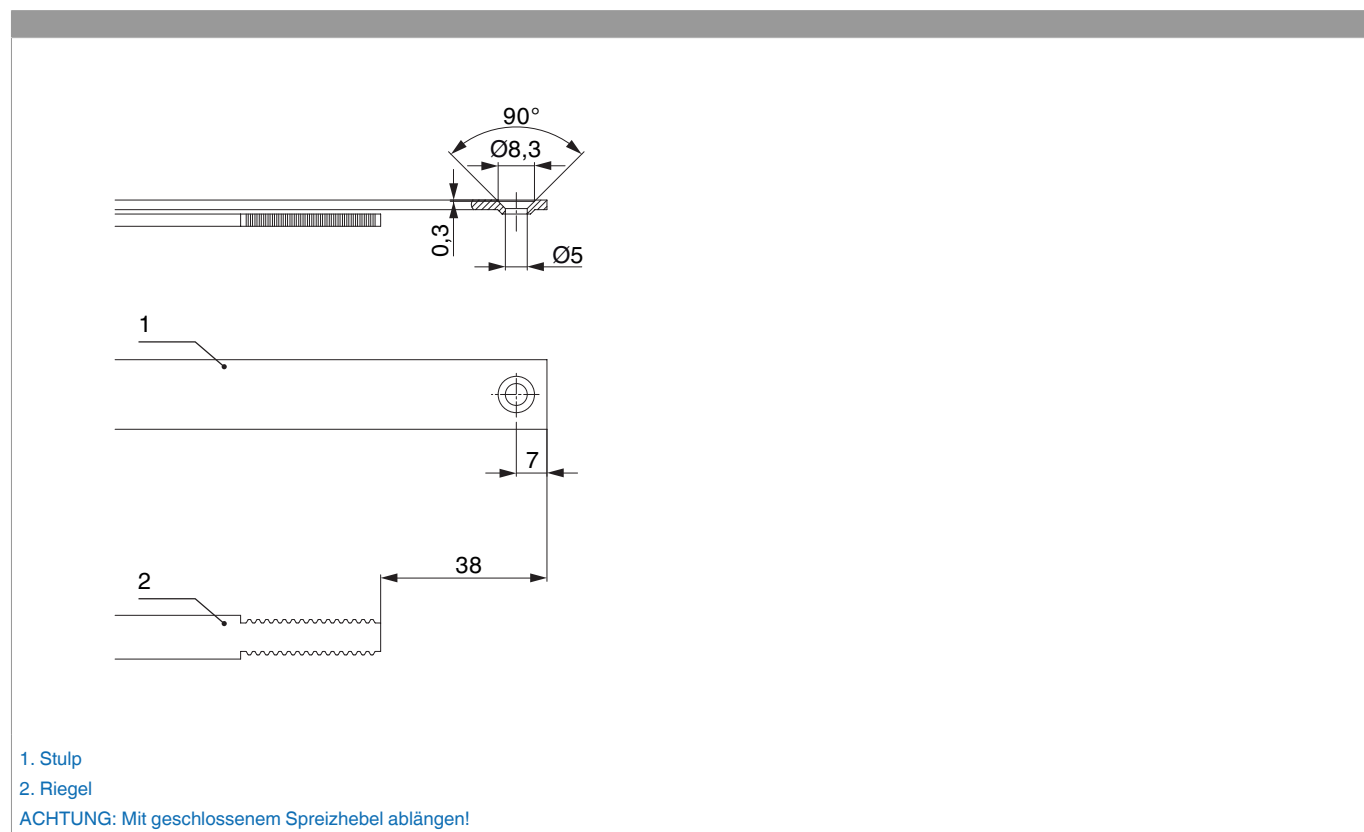 90°
Ø8,3
0,3
Ø5
1
7
38
2
1. Stulp
2. Riegel
ACHTUNG: Mit geschlossenem Spreizhebel ablängen!